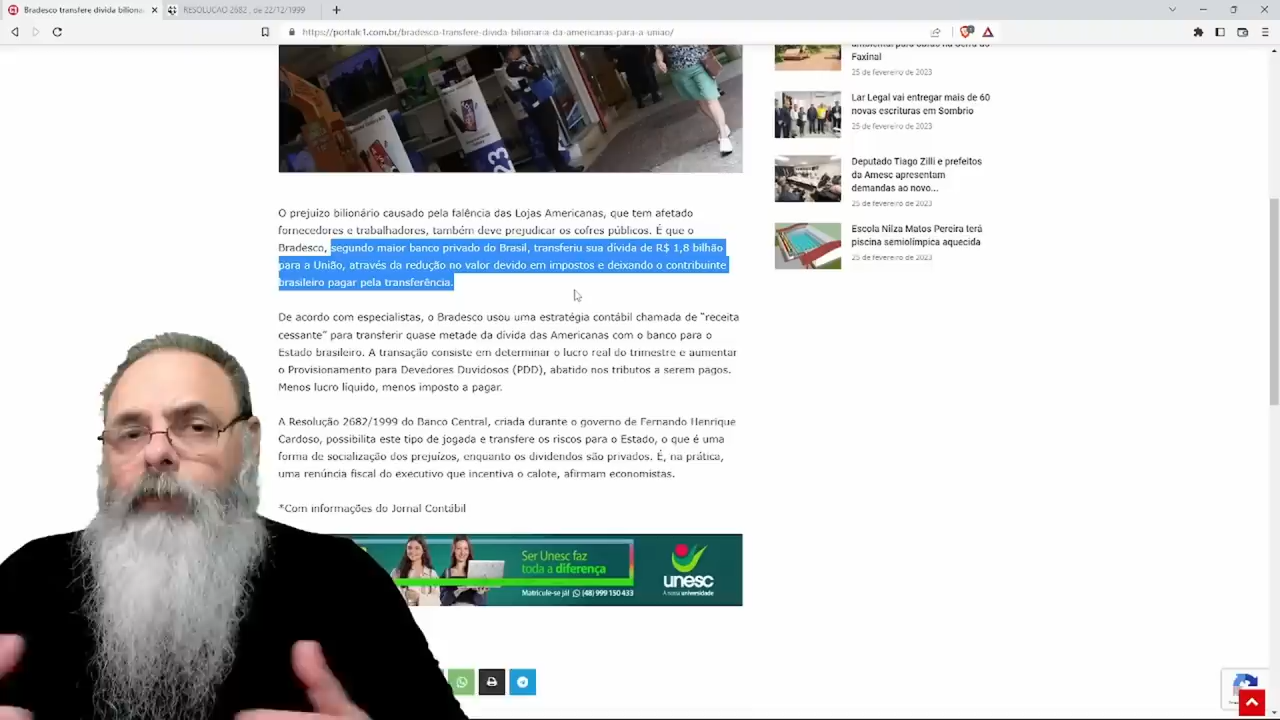 Bradesco transfere dívida bilioná
RESOLUCAO 2682 , de 22/12/1999
https://portalc1.com.br/bradesco-transfere-divida-bilionaria-da-americanas-para-a-uniao/
Faxinal
25 de fevereiro de 2023
Lar Legal vai entregar mais de 60
novas escrituras em Sombrio
25 de fevereiro de 2023
Deputado Tiago Zilli e prefeitos
da Amesc apresentam
demandas ao novo...
25 de fevereiro de 2023
Escola Nilza Matos Pereira terá
piscina semiolímpica aquecida
25 de fevereiro de 2023
O prejuízo bilionário causado pela falência das Lojas Americanas, que tem afetado
fornecedores e trabalhadores, também deve prejudicar os cofres públicos. É que o
Bradesco, segundo maior banco privado do Brasil, transferiu sua dívida de R$ 1,8 bilhão
para a União, através da redução no valor devido em impostos e deixando o contribuinte
brasileiro pagar pela transferência.
De acordo com especialistas, o Bradesco usou uma estratégia contábil chamada de “receita
cessante” para transferir quase metade da dívida das Americanas com o banco para o
Estado brasileiro. A transação consiste em determinar o lucro real do trimestre e aumentar
o Provisionamento para Devedores Duvidosos (PDD), abatido nos tributos a serem pagos.
Menos lucro líquido, menos imposto a pagar.
A Resolução 2682/1999 do Banco Central, criada durante o governo de Fernando Henrique
Cardoso, possibilita este tipo de jogada e transfere os riscos para o Estado, o que é uma
forma de socialização dos prejuízos, enquanto os dividendos são privados. É, na prática,
uma renúncia fiscal do executivo que incentiva o calote, afirmam economistas.
*Com informações do Jornal Contábil
Ser Unesc faz
toda a diferença
Matricule-se já! (48) 999 150 433
unesc
A nossa universidade